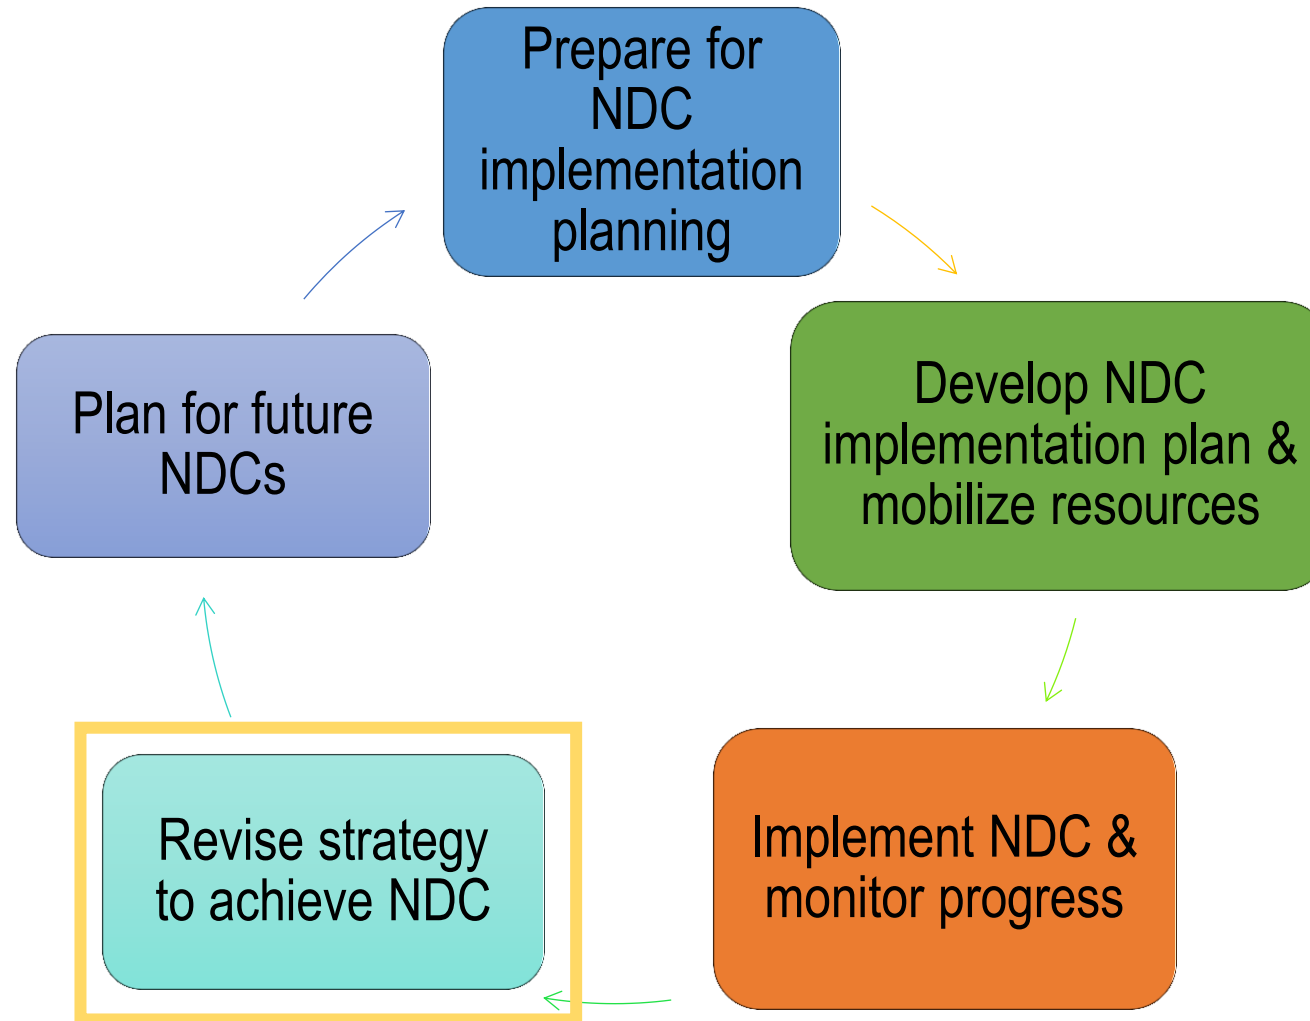 Prepare for
NDC
implementation
planning
Develop NDC
implementation plan &
mobilize resources
Implement NDC &
monitor progress
Revise strategy
to achieve NDC
Plan for future
NDCs